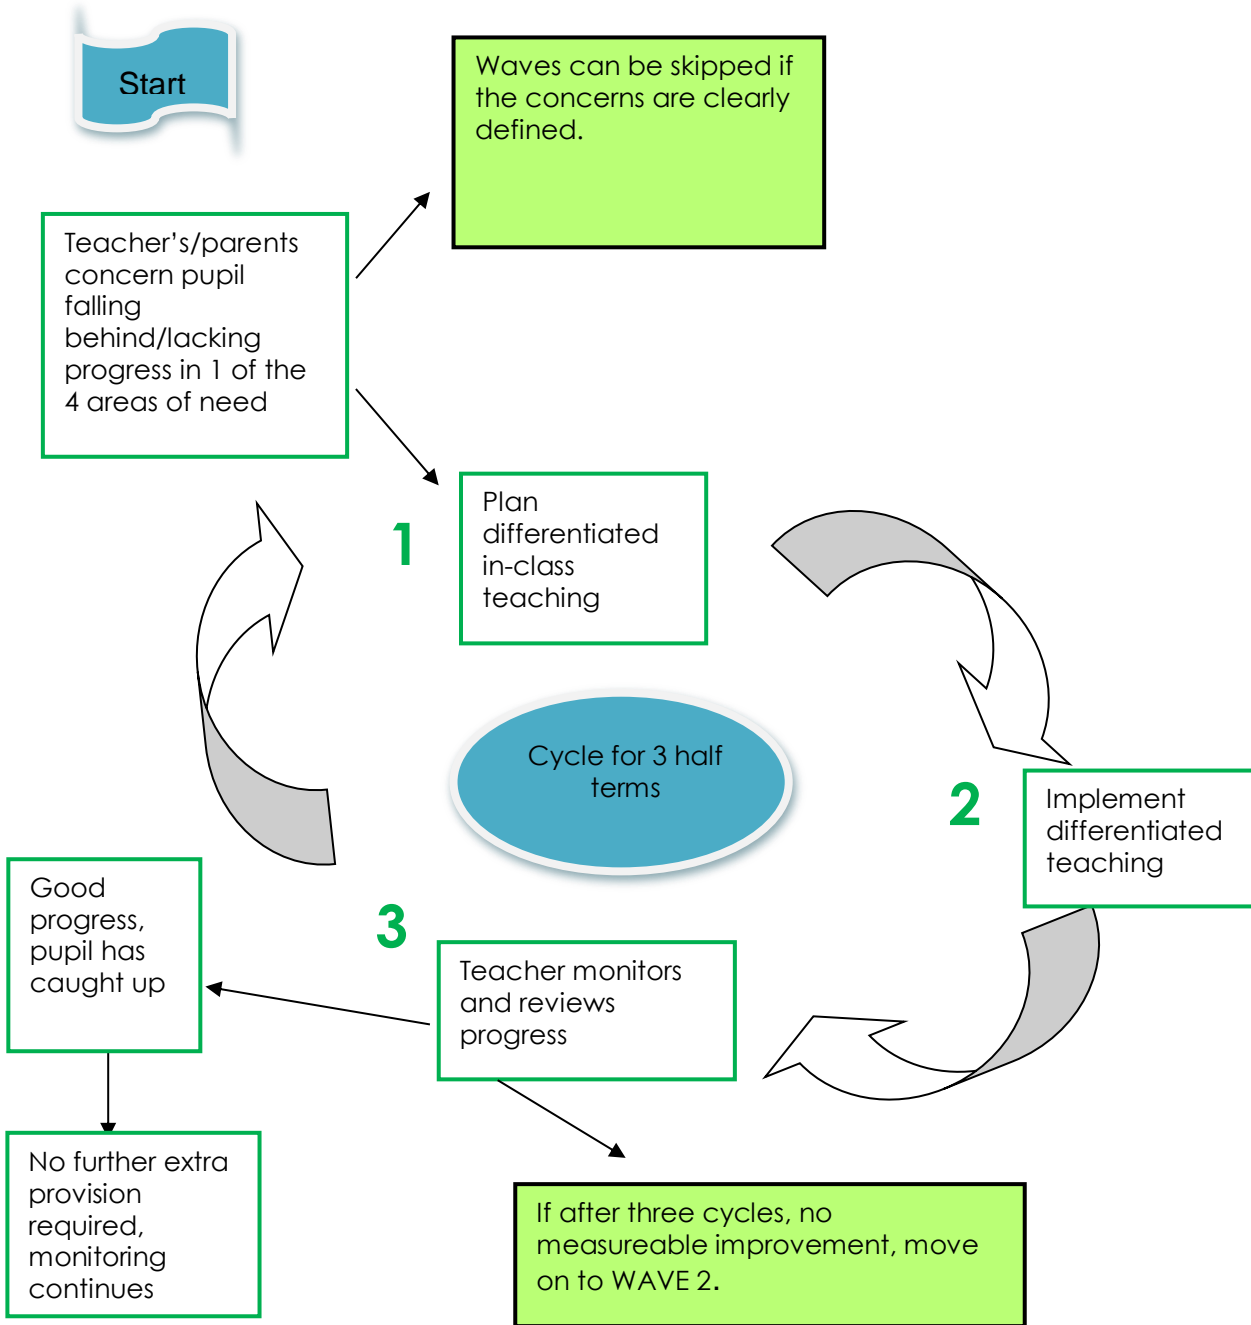 Start
Waves can be skipped if
the concerns are clearly
defined.
Teacher’s/parents
concern pupil
falling
behind/lacking
progress in 1 of the
4 areas of need
1
Plan
differentiated
in-class
teaching
Cycle for 3 half
terms
2
Implement
differentiated
teaching
3
Teacher monitors
and reviews
progress
Good
progress,
pupil has
caught up
No further extra
provision
required,
monitoring
continues
If after three cycles, no
measureable improvement, move
on to WAVE 2.